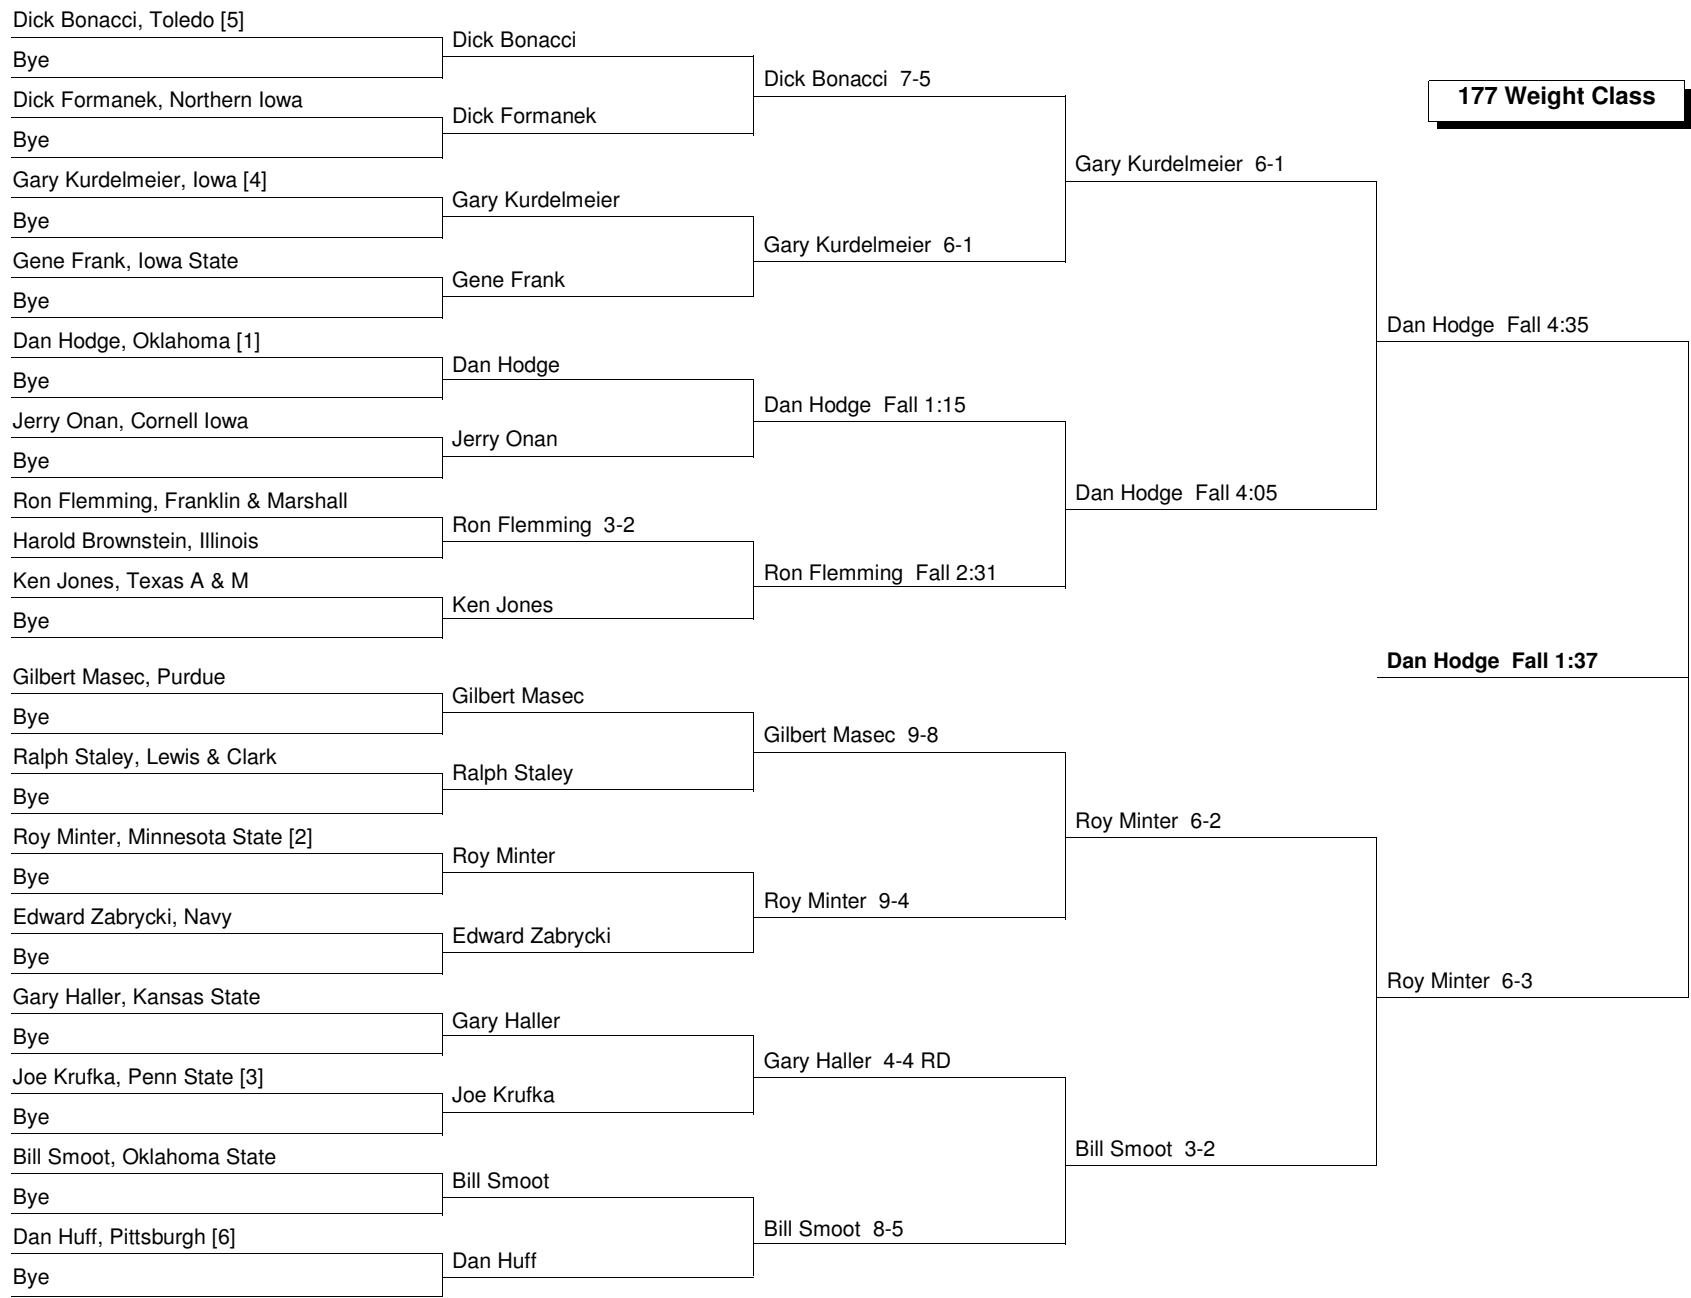 177 Weight Class
Dick Bonacci, Toledo [5]
Bye
Dick Formanek, Northern Iowa
Bye
Gary Kurdelmeier, Iowa [4]
Bye
Gene Frank, Iowa State
Bye
Dan Hodge, Oklahoma [1]
Bye
Jerry Onan, Cornell Iowa
Bye
Ron Flemming, Franklin & Marshall
Harold Brownstein, Illinois
Ken Jones, Texas A & M
Bye
Gilbert Masec, Purdue
Bye
Ralph Staley, Lewis & Clark
Bye
Roy Minter, Minnesota State [2]
Bye
Edward Zabrycki, Navy
Bye
Gary Haller, Kansas State
Bye
Joe Krufka, Penn State [3]
Bye
Bill Smoot, Oklahoma State
Bye
Dan Huff, Pittsburgh [6]
Bye
Dick Bonacci
Dick Formanek
Gary Kurdelmeier
Gene Frank
Dan Hodge
Jerry Onan
Ron Flemming 3-2
Ken Jones
Gilbert Masec
Ralph Staley
Roy Minter
Edward Zabrycki
Gary Haller
Joe Krufka
Bill Smoot
Dan Huff
Dick Bonacci 7-5
Gary Kurdelmeier 6-1
Dan Hodge Fall 1:15
Ron Flemming Fall 2:31
Gilbert Masec 9-8
Roy Minter 9-4
Gary Haller 4-4 RD
Bill Smoot 8-5
Gary Kurdelmeier 6-1
Dan Hodge Fall 4:05
Roy Minter 6-2
Bill Smoot 3-2
Dan Hodge Fall 4:35
Roy Minter 6-3
Dan Hodge Fall 1:37